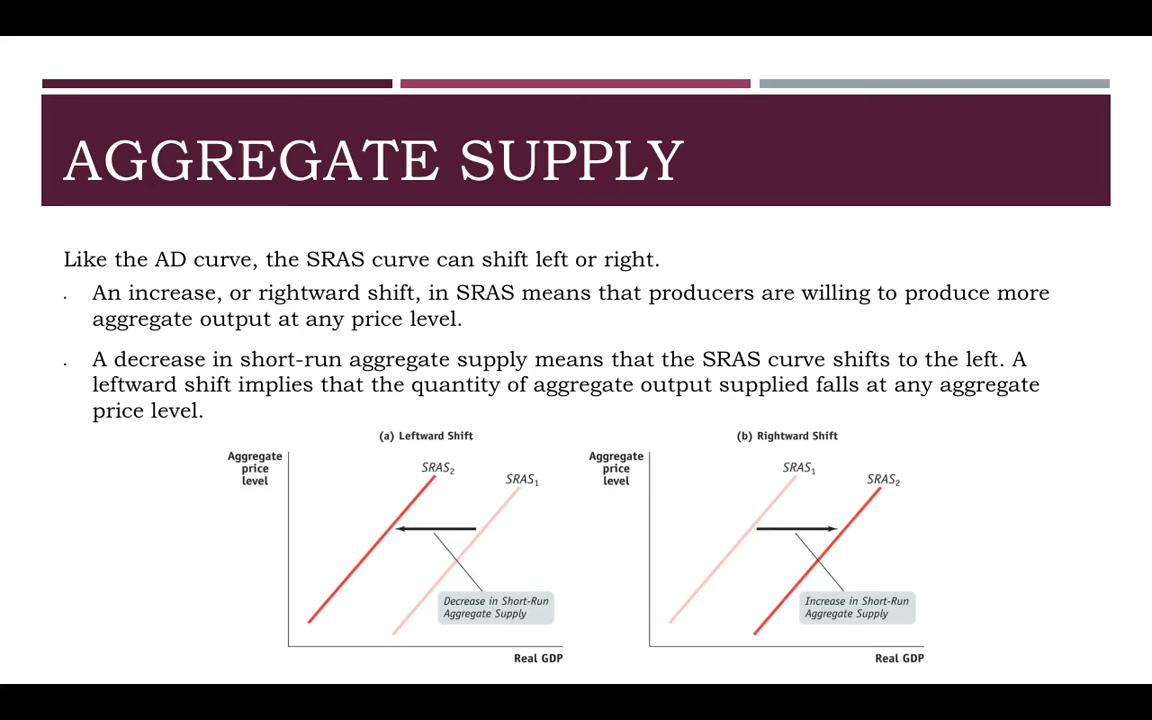 AGGREGATE SUPPLY
Like the AD curve, the SRAS curve can shift left or right.
. An increase, or rightward shift, in SRAS means that producers are willing to produce more
aggregate output at any price level.
. A decrease in short-run aggregate supply means that the SRAS curve shifts to the left. A
leftward shift implies that the quantity of aggregate output supplied falls at any aggregate
price level.
(a) Leftward Shift
Aggregate
price
level
SRAS₂
SRAS₁
Decrease in Short-Run
Aggregate Supply
Real GDP
(b) Rightward Shift
Aggregate
price
level
SRAS₁
SRAS₂
Increase in Short-Run
Aggregate Supply
Real GDP